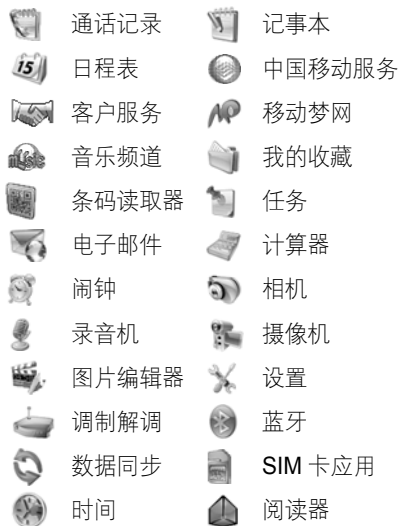 通话记录 记事本
15 日程表 中国移动服务
客户服务 移动梦网
music 音乐频道 我的收藏
条码读取器 任务
电子邮件 计算器
闹钟 相机
录音机 摄像机
图片编辑器 设置
调制解调 蓝牙
数据同步 SIM 卡应用
时间 阅读器